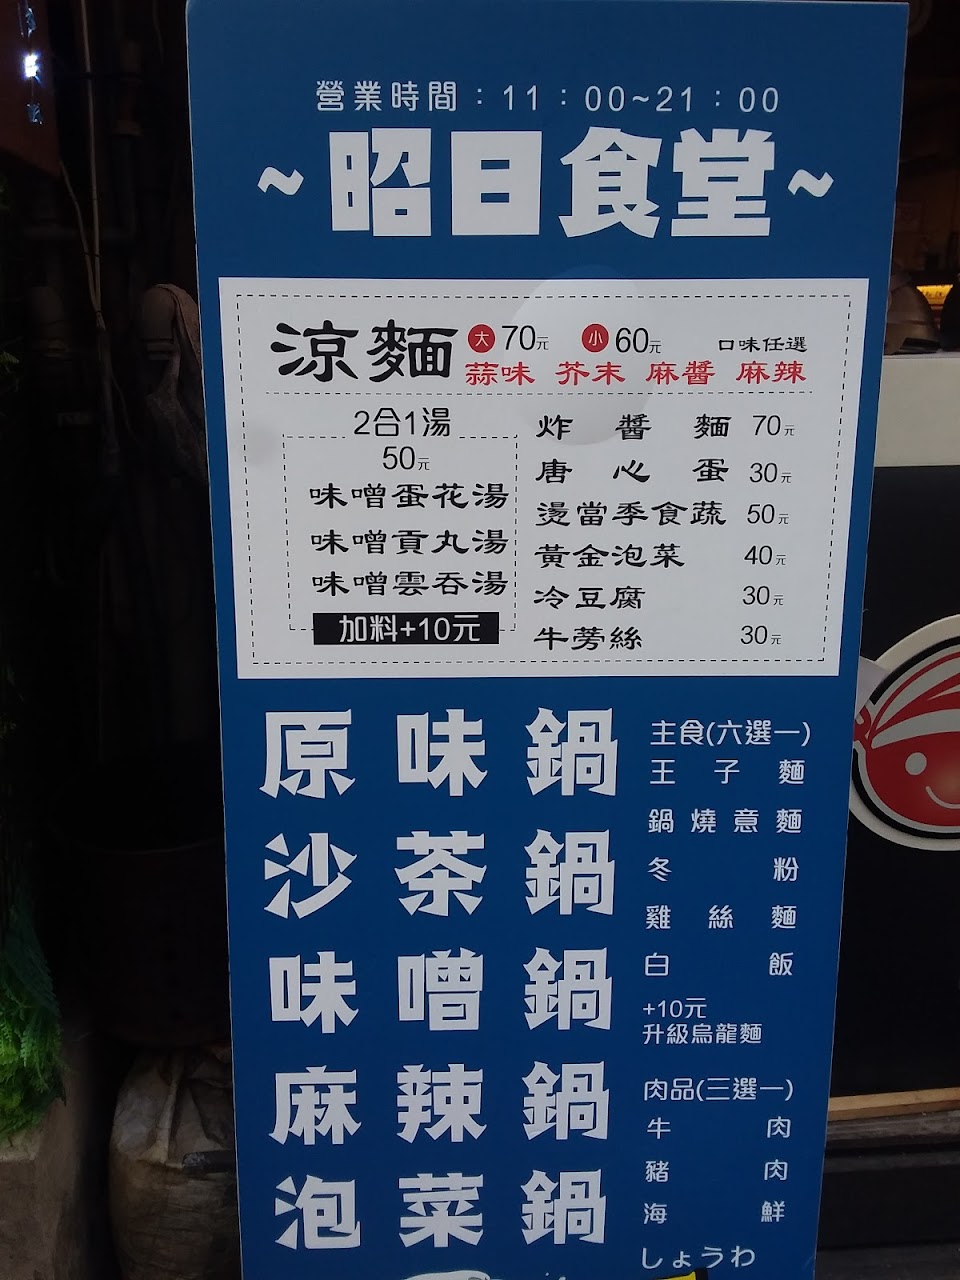 營業時間：11：00~21：00
~昭日食堂~
涼麵 大70元 小60元 口味任選
蒜味 芥末 麻醬 麻辣
2合1湯
50元
味噌蛋花湯
味噌貢丸湯
味噌雲吞湯
加料+10元
炸醬麵 70元
唐心蛋 30元
燙當季食蔬 50元
黃金泡菜 40元
冷豆腐 30元
牛蒡絲 30元
原味鍋
沙茶鍋
味噌鍋
麻辣鍋
泡菜鍋
主食(六選一)
王子麵
鍋燒意麵
冬粉
雞絲麵
白飯
+10元
升級烏龍麵
肉品(三選一)
牛肉
豬肉
海鮮
しょうわ